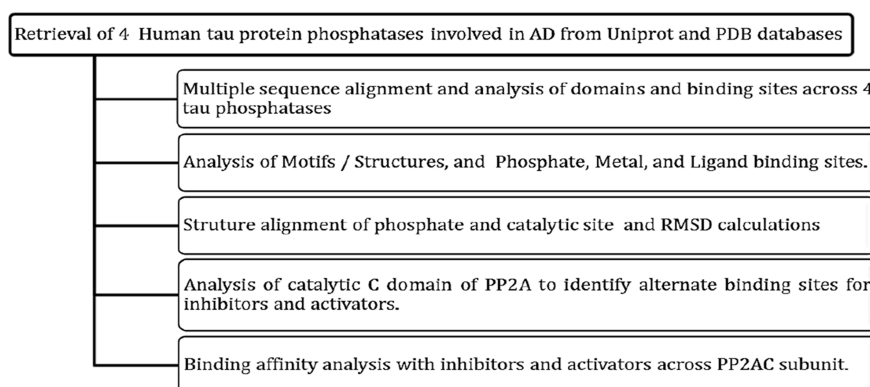 Retrieval of 4 Human tau protein phosphatases involved in AD from Uniprot and PDB databases
Multiple sequence alignment and analysis of domains and binding sites across 4
tau phosphatases
Analysis of Motifs / Structures, and Phosphate, Metal, and Ligand binding sites.
Struture alignment of phosphate and catalytic site and RMSD calculations
Analysis of catalytic C domain of PP2A to identify alternate binding sites for
inhibitors and activators.
Binding affinity analysis with inhibitors and activators across PP2AC subunit.